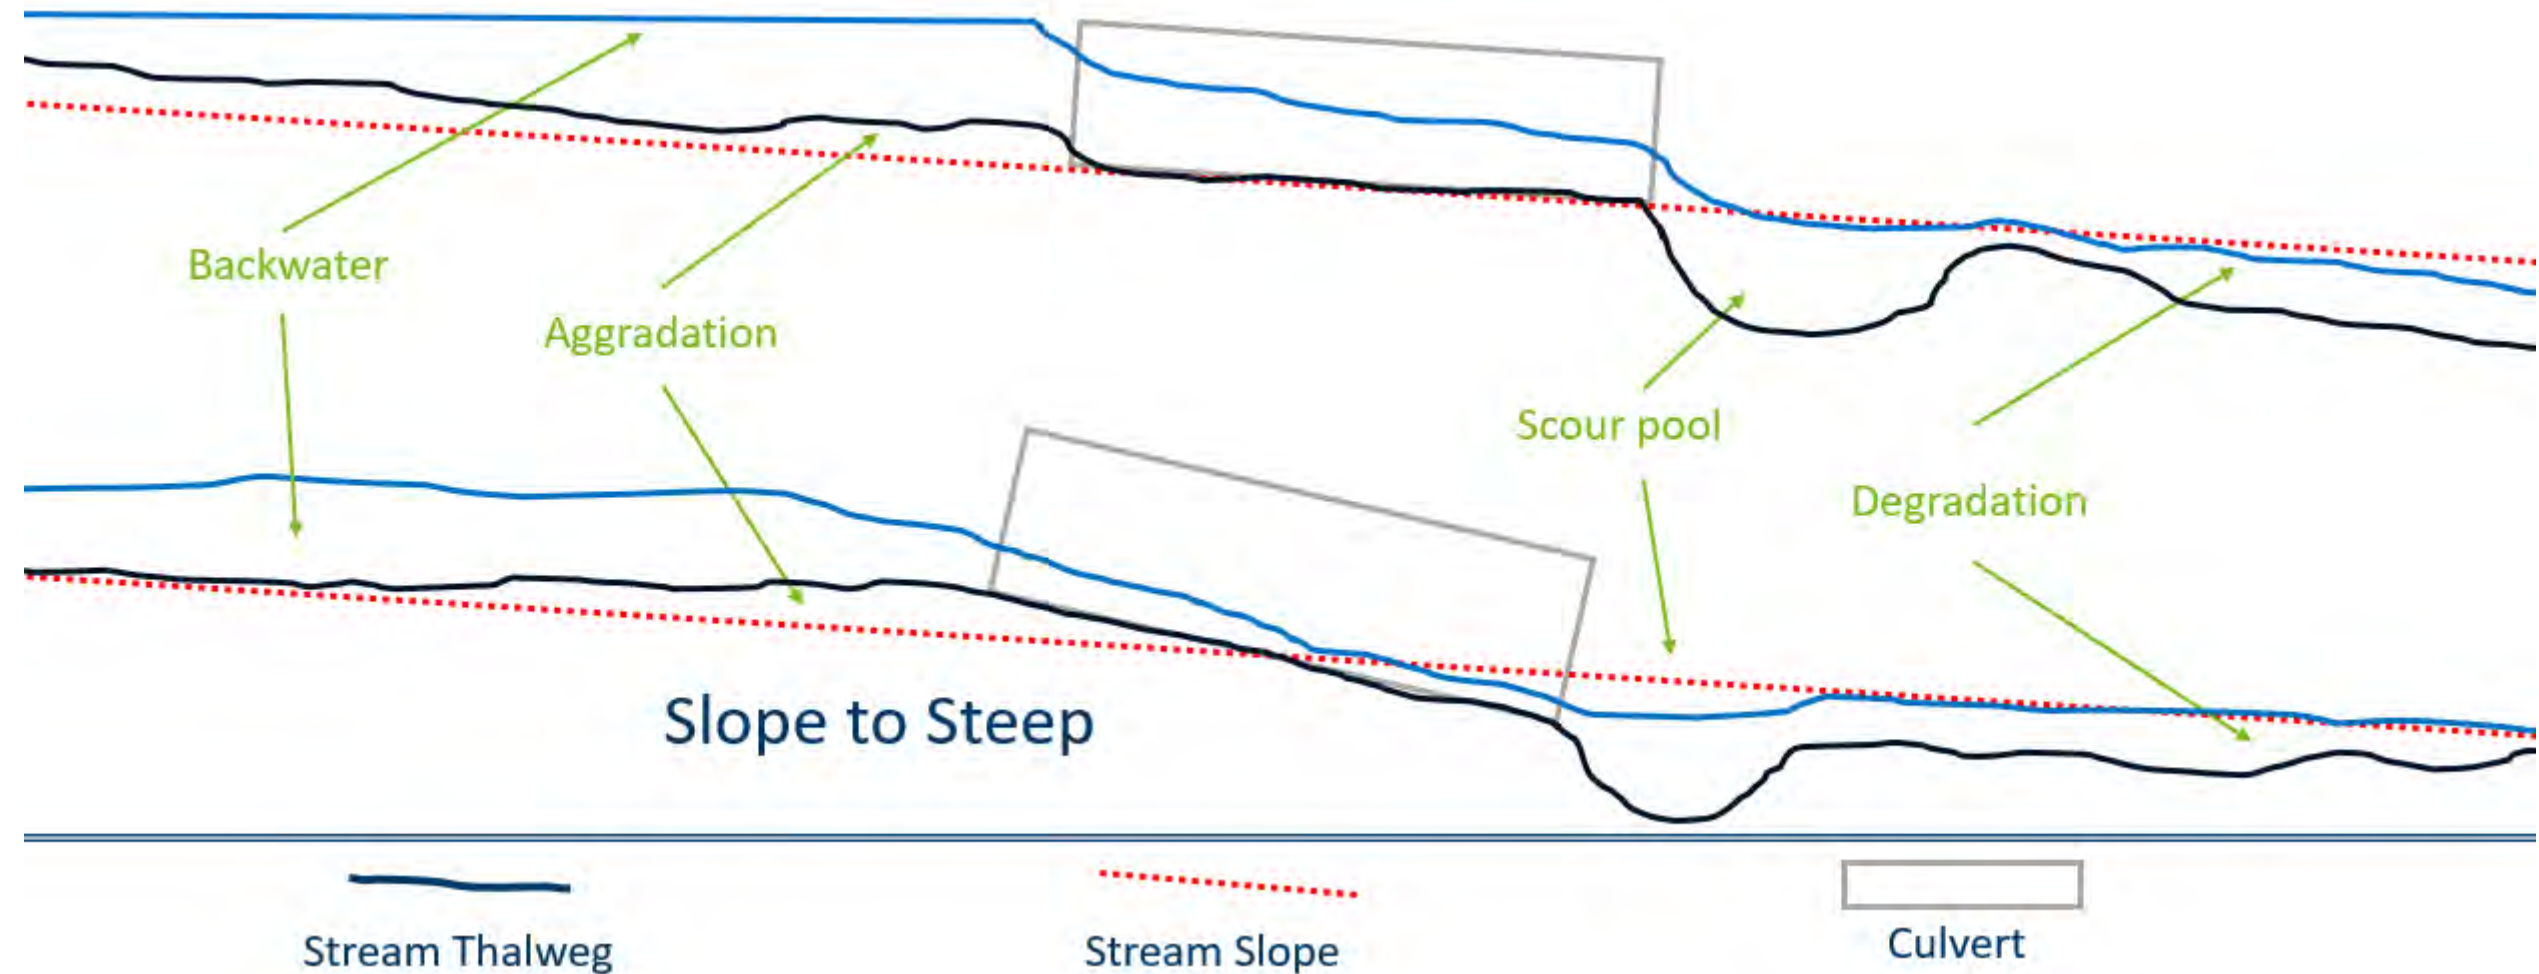 Backwater
Aggradation
Scour pool
Degradation
Slope to Steep
Stream Thalweg
Stream Slope
Culvert